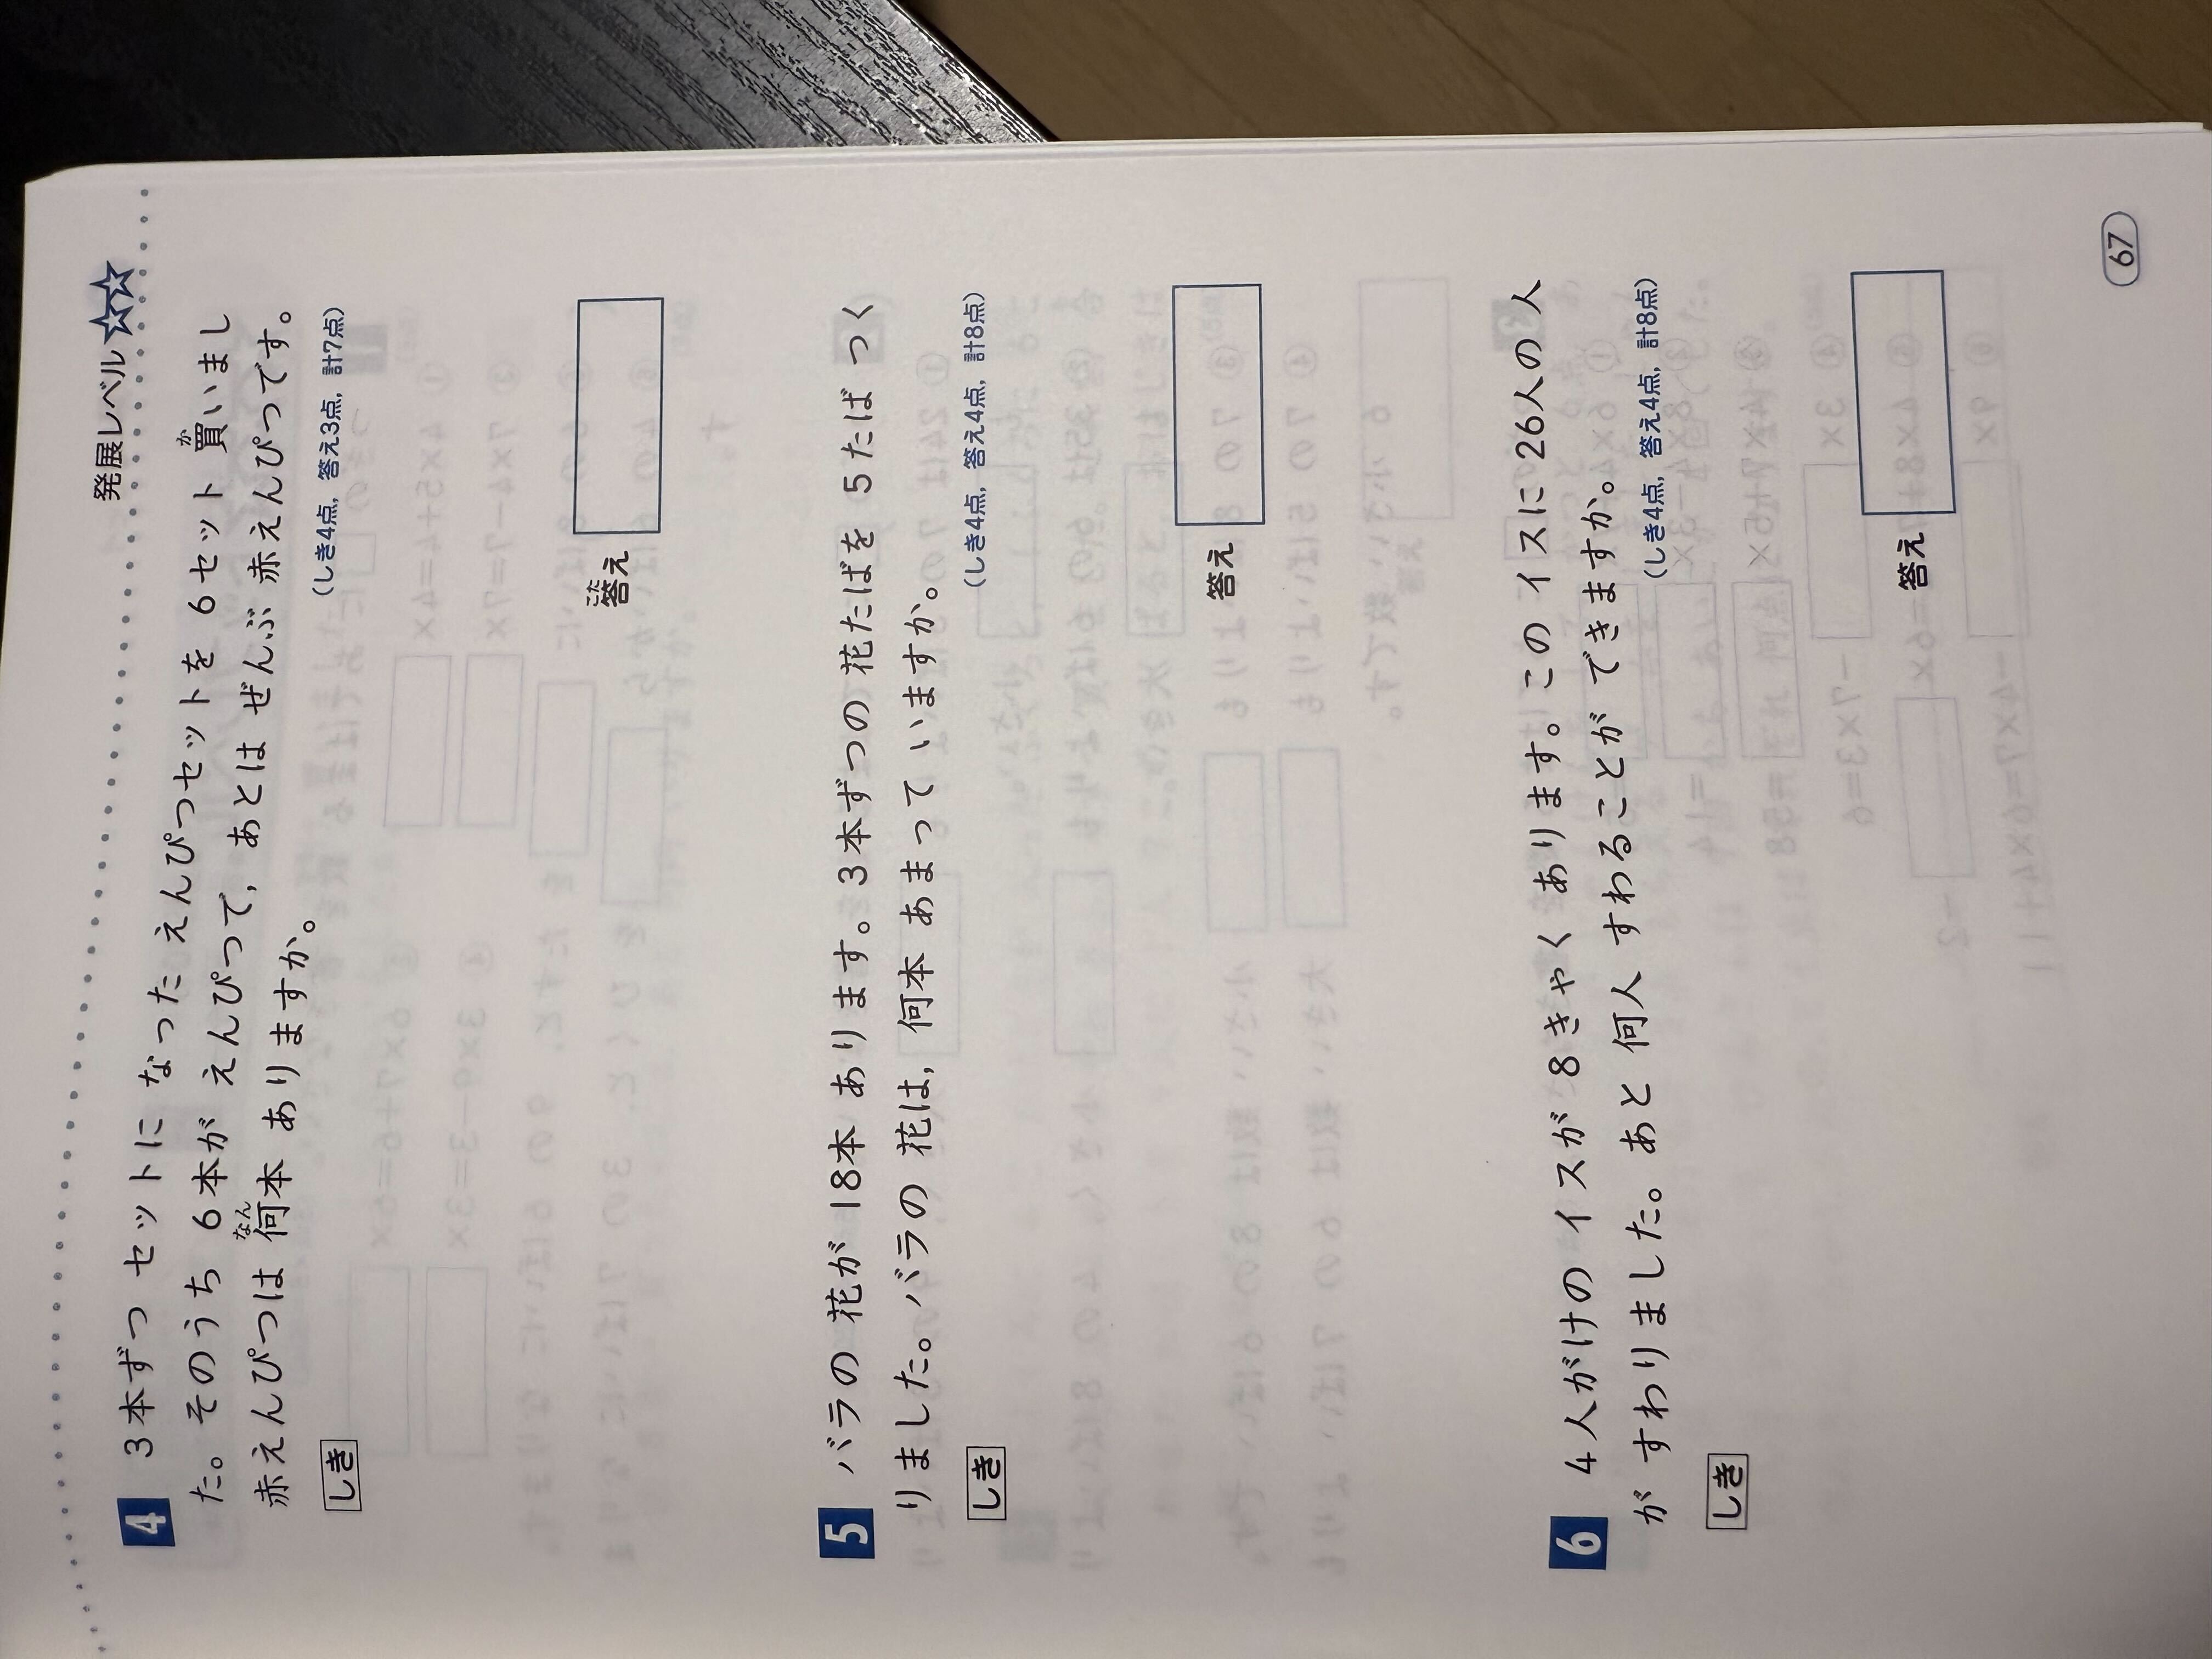 発展レベル ☆☆
4 3本ずつ セットに なった えんぴつセットを 6セット 買(か)いまし
た。そのうち 6本が えんぴつで, あとは ぜんぶ 赤えんぴつです。
赤えんぴつは 何(なん)本 ありますか。
(しき4点, 答え3点, 計7点)
しき
答(こた)え
5 バラの 花が 18本 あります。3本ずつの 花たばを 5たば つく
りました。バラの 花は, 何本 あまって いますか。
(しき4点, 答え4点, 計8点)
しき
答え
6 4人がけの イスが 8きゃく あります。この イスに 26人の 人
が すわりました。あと 何人 すわることが できますか。
(しき4点, 答え4点, 計8点)
しき
答え
67